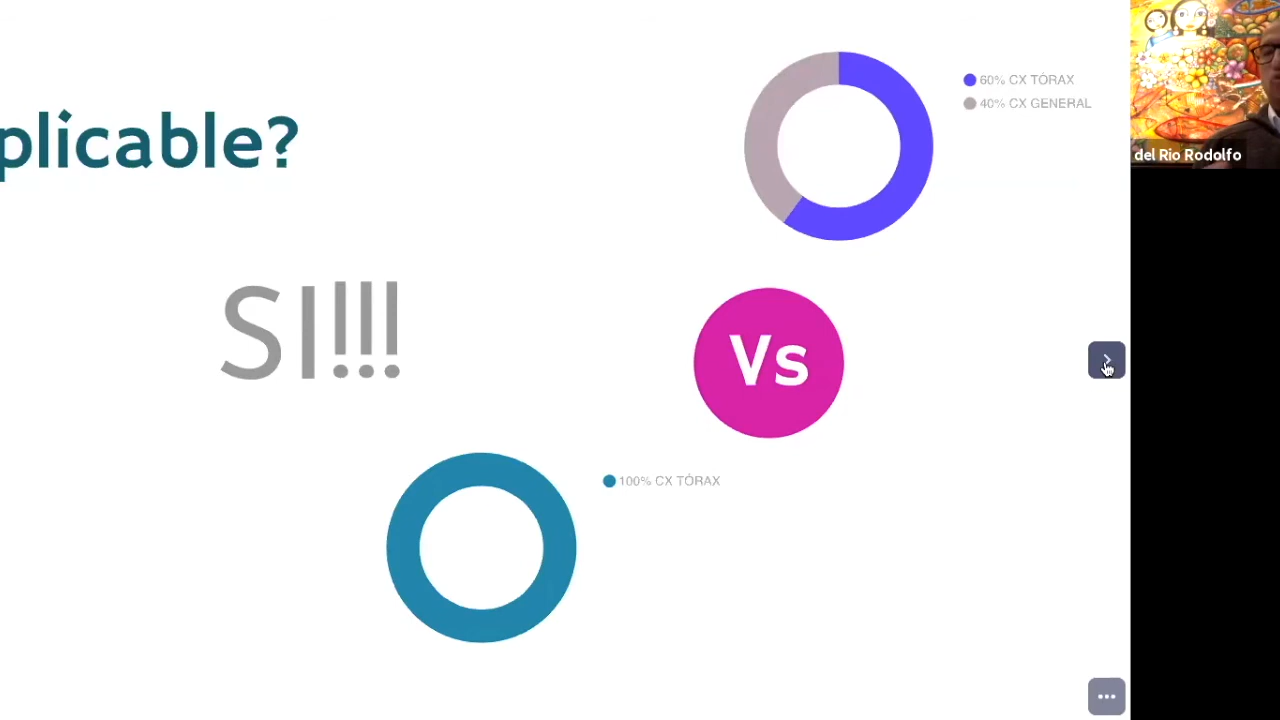 plicable?
60% CX TÓRAX
40% CX GENERAL
del Rio Rodolfo
SI!!!
Vs
100% CX TÓRAX